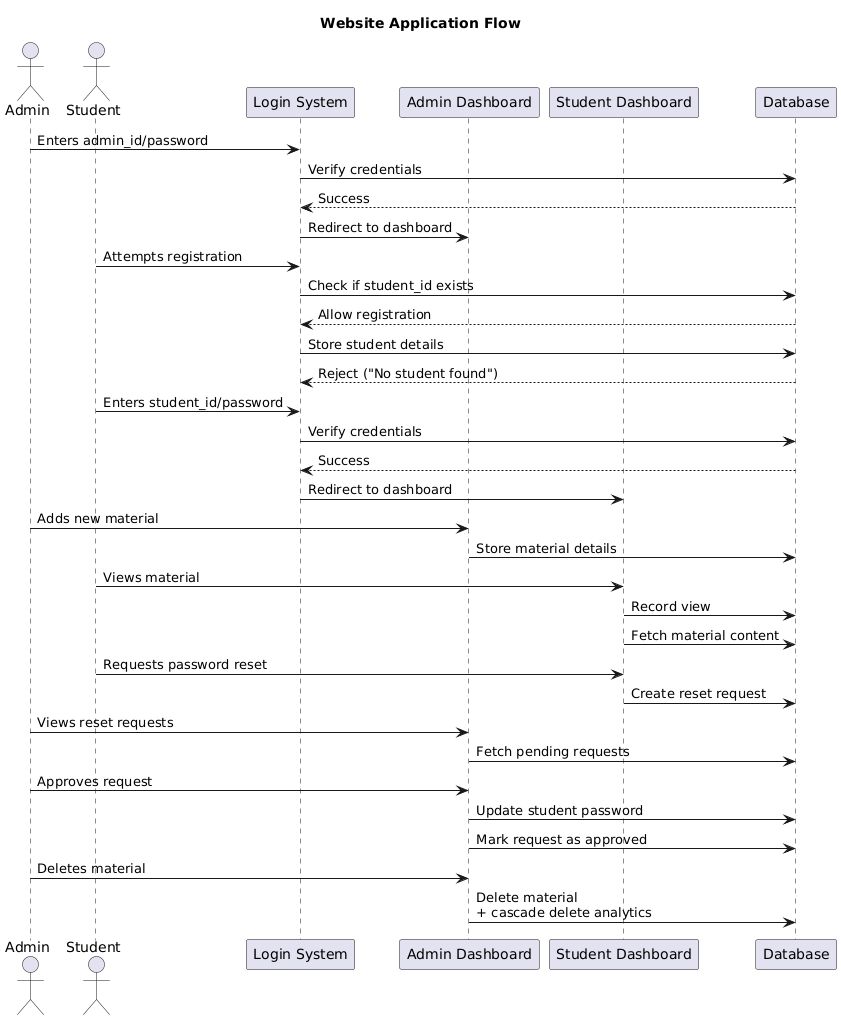 Website Application Flow
Admin
Student
Login System
Admin Dashboard
Student Dashboard
Database
Enters admin_id/password
Verify credentials
Success
Redirect to dashboard
Attempts registration
Check if student_id exists
Allow registration
Store student details
Reject ("No student found")
Enters student_id/password
Verify credentials
Success
Redirect to dashboard
Adds new material
Store material details
Views material
Record view
Fetch material content
Requests password reset
Create reset request
Views reset requests
Fetch pending requests
Approves request
Update student password
Mark request as approved
Deletes material
Delete material
+ cascade delete analytics
Admin
Student
Login System
Admin Dashboard
Student Dashboard
Database